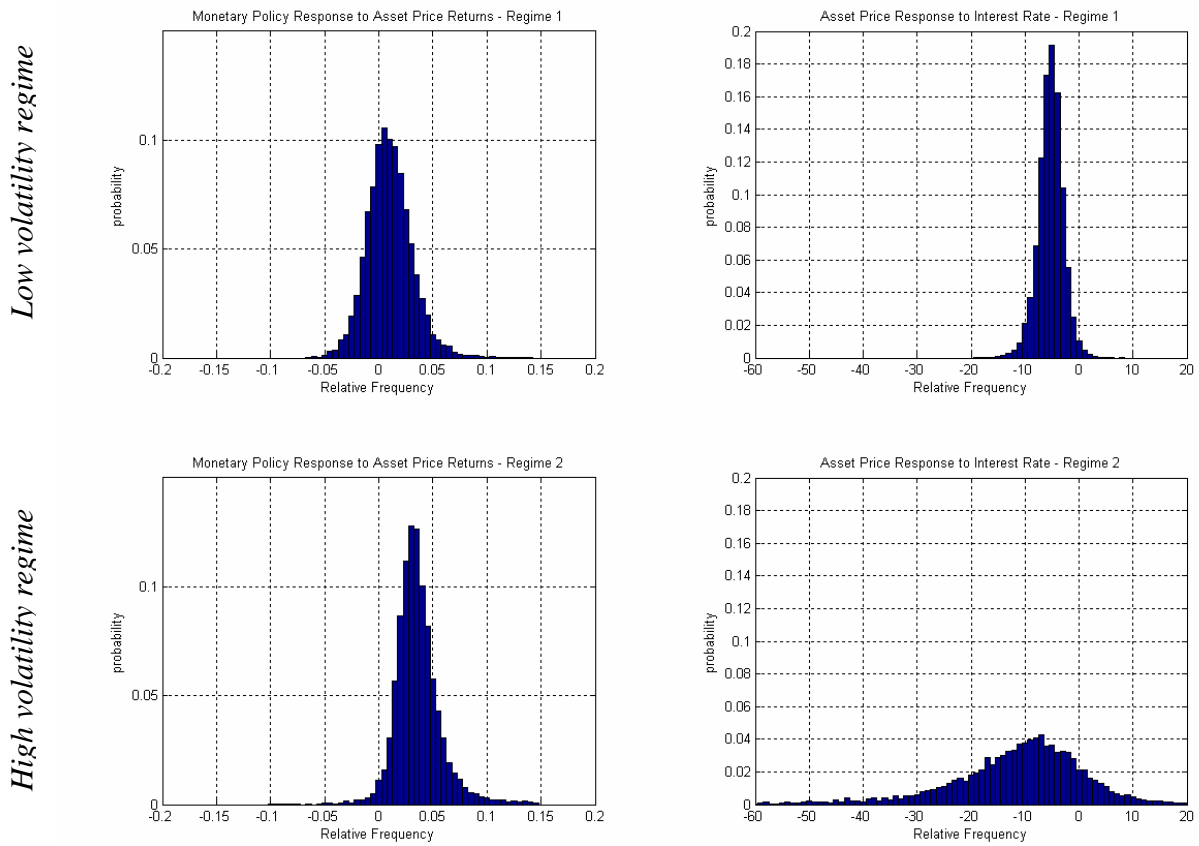 Low volatility regime
Monetary Policy Response to Asset Price Returns - Regime 1
probability
0.1
0.05
0
-0.2 -0.15 -0.1 -0.05 0 0.05 0.1 0.15 0.2
Relative Frequency
Asset Price Response to Interest Rate - Regime 1
probability
0.2
0.18
0.16
0.14
0.12
0.1
0.08
0.06
0.04
0.02
0
-60 -50 -40 -30 -20 -10 0 10 20
Relative Frequency
High volatility regime
Monetary Policy Response to Asset Price Returns - Regime 2
probability
0.1
0.05
0
-0.2 -0.15 -0.1 -0.05 0 0.05 0.1 0.15 0.2
Relative Frequency
Asset Price Response to Interest Rate - Regime 2
probability
0.2
0.18
0.16
0.14
0.12
0.1
0.08
0.06
0.04
0.02
0
-60 -50 -40 -30 -20 -10 0 10 20
Relative Frequency